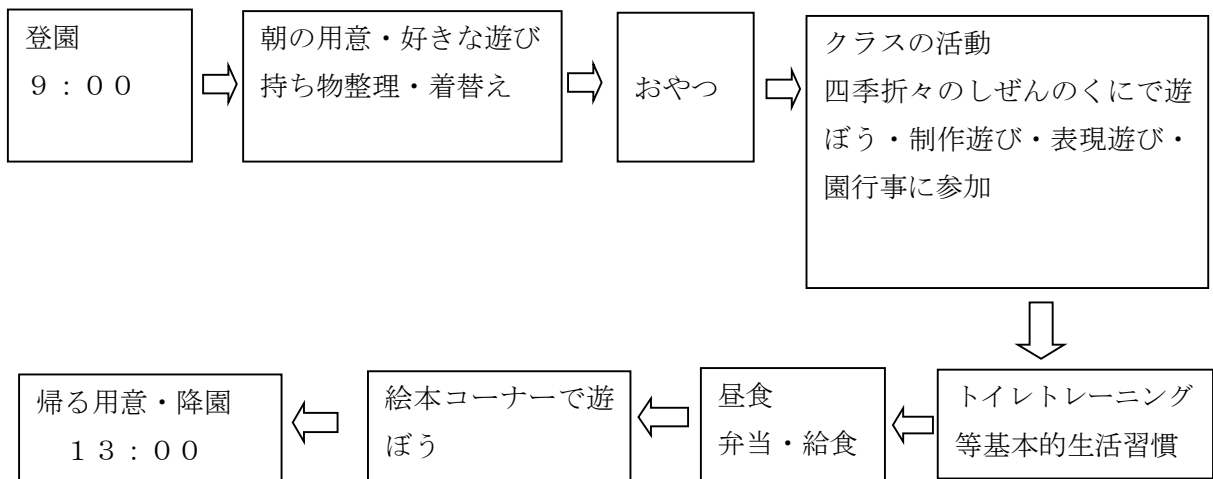 登園
９：００
朝の用意・好きな遊び
持ち物整理・着替え
おやつ
クラスの活動
四季折々のしぜんのくにで遊
ぼう・制作遊び・表現遊び・
園行事に参加
トイレトレーニング
等基本的生活習慣
昼食
弁当・給食
絵本コーナーで遊
ぼう
帰る用意・降園
１３：００